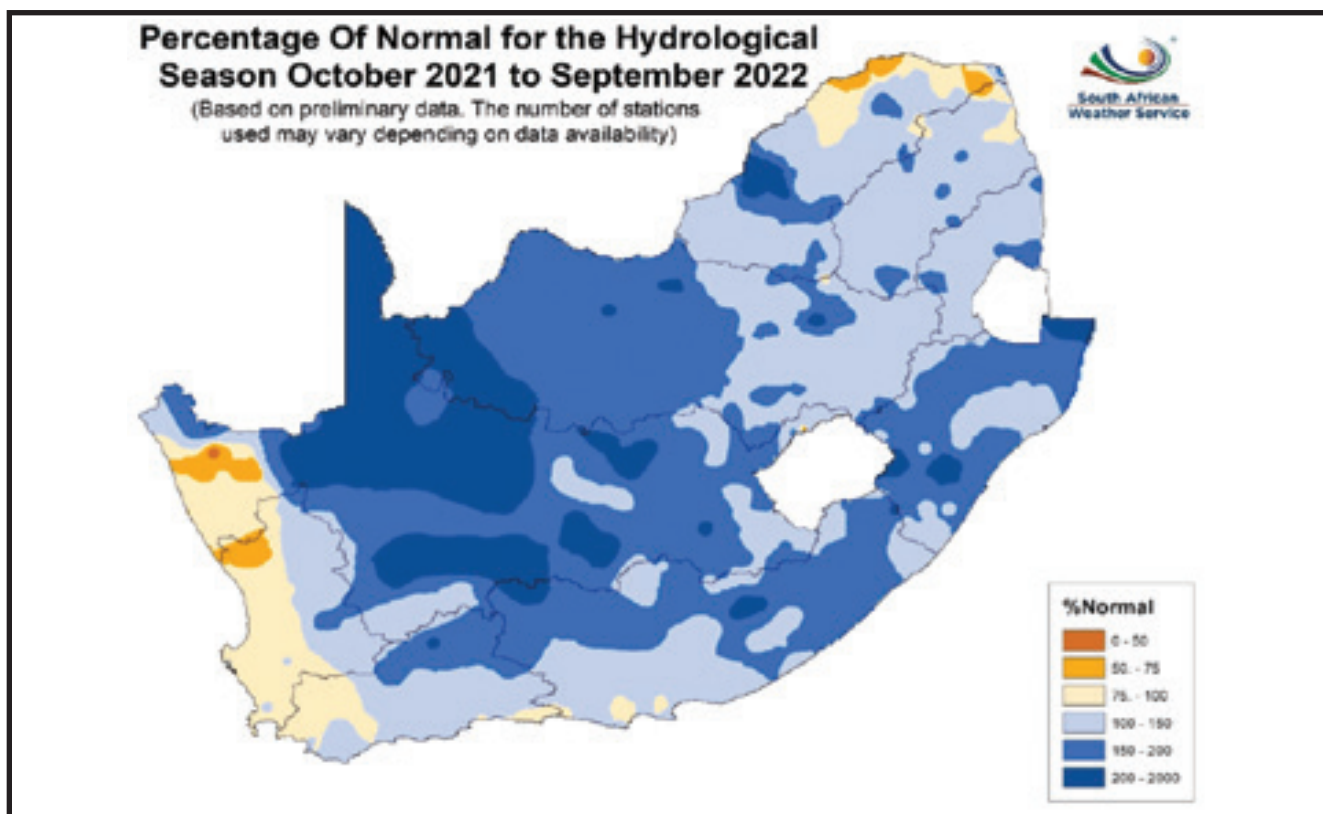 Percentage Of Normal for the Hydrological
Season October 2021 to September 2022
(Based on preliminary data. The number of stations
used may vary depending on data availability)
South African
Weather Service
%Normal
0 - 50
50. - 75
75. - 100
100 - 150
150 - 200
200 - 2000